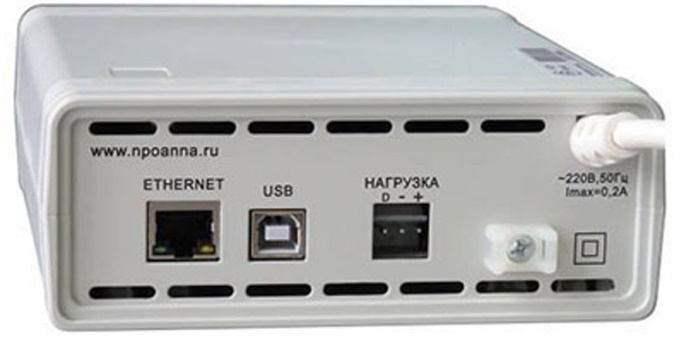 www.npoanna.ru
ETHERNET
USB
НАГРУЗКА
D - +
~220В,50Гц
Imax=0,2А